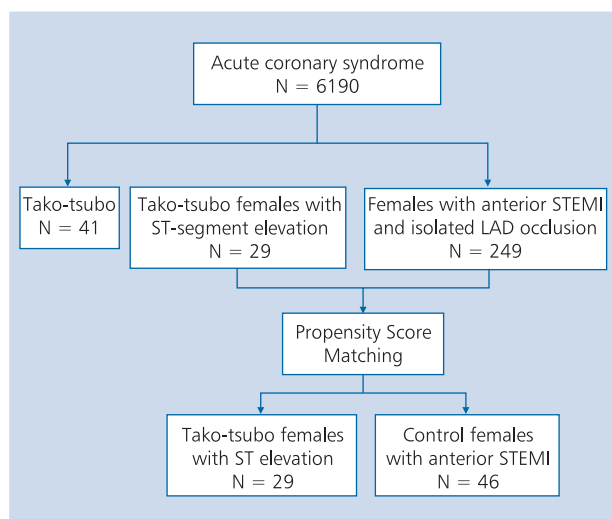 Acute coronary syndrome
N = 6190
Tako-tsubo
N = 41
Tako-tsubo females with
ST-segment elevation
N = 29
Females with anterior STEMI
and isolated LAD occlusion
N = 249
Propensity Score
Matching
Tako-tsubo females
with ST elevation
N = 29
Control females
with anterior STEMI
N = 46